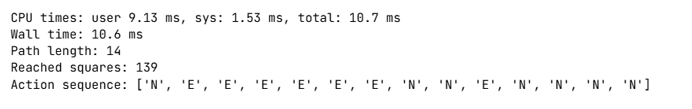 CPU times: user 9.13 ms, sys: 1.53 ms, total: 10.7 ms
Wall time: 10.6 ms
Path length: 14
Reached squares: 139
Action sequence: ['N', 'E', 'E', 'E', 'E', 'E', 'E', 'N', 'N', 'E', 'N', 'N', 'N', 'N']